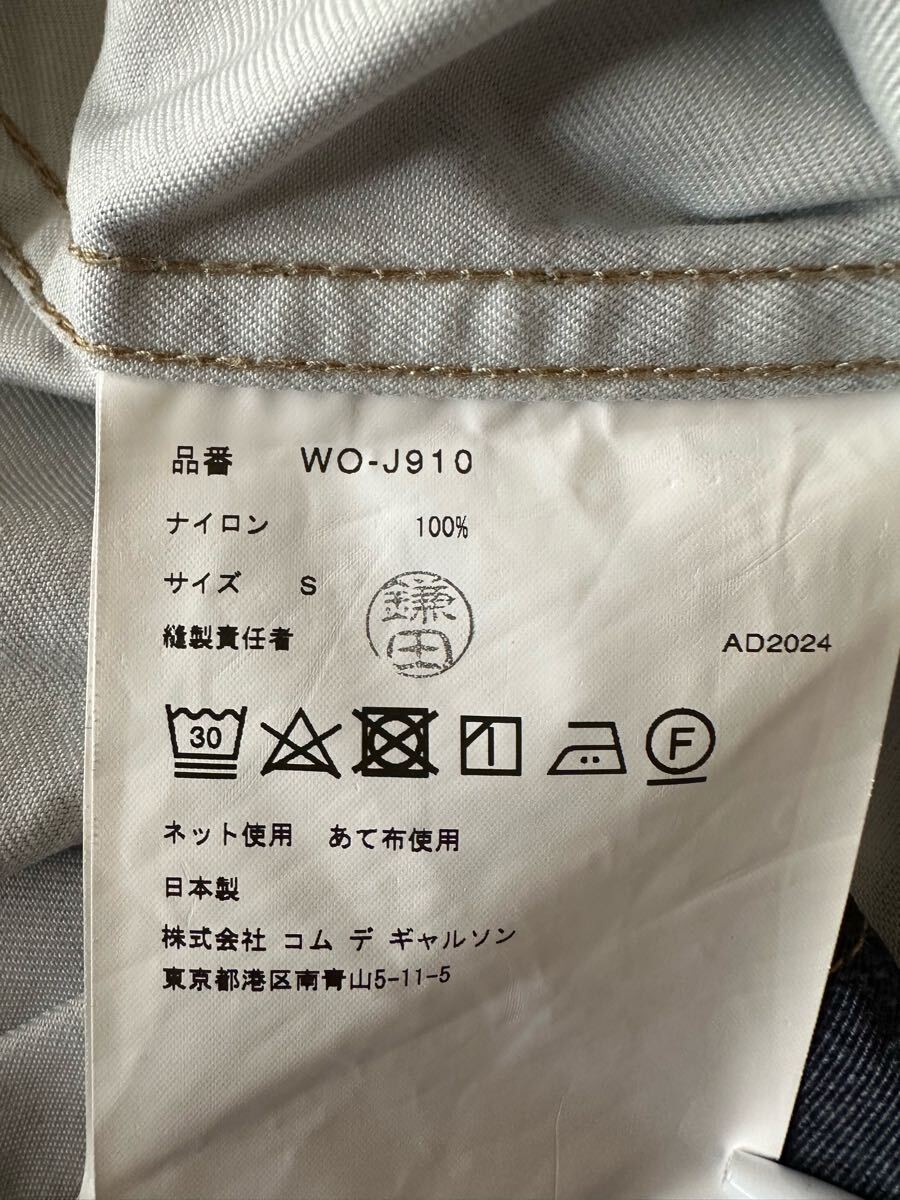 品番 WO-J910
ナイロン 100%
サイズ S
鎌田
縫製責任者 AD2024
30 F
ネット使用 あて布使用
日本製
株式会社 コム デ ギャルソン
東京都港区南青山5-11-5